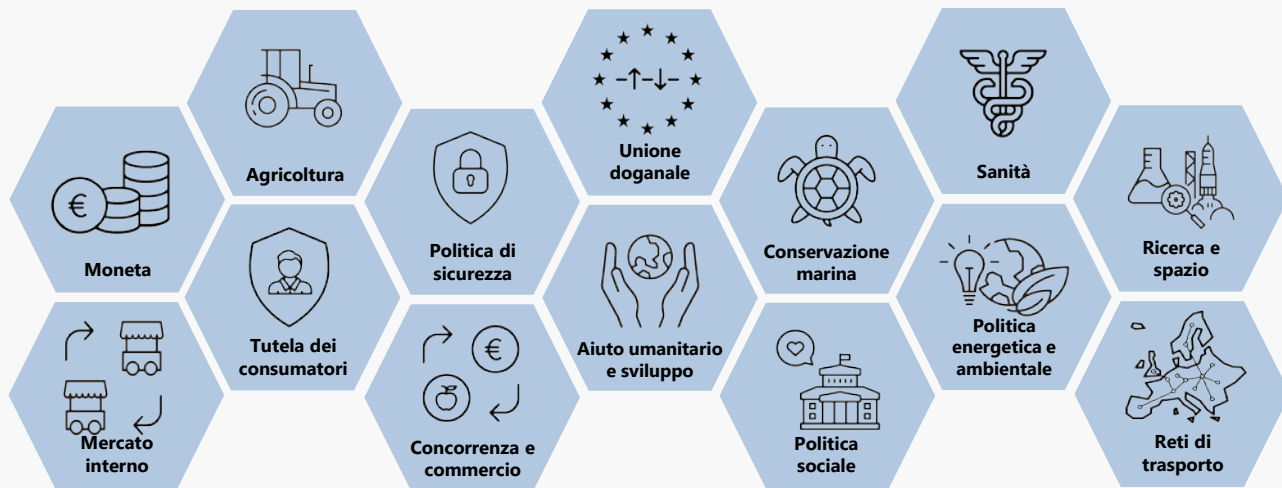 Moneta
Agricoltura
Politica di
sicurezza
Unione
doganale
Conservazione
marina
Sanità
Ricerca e
spazio
Mercato
interno
Tutela dei
consumatori
Concorrenza e
commercio
Aiuto umanitario
e sviluppo
Politica
sociale
Politica
energetica e
ambientale
Reti di
trasporto